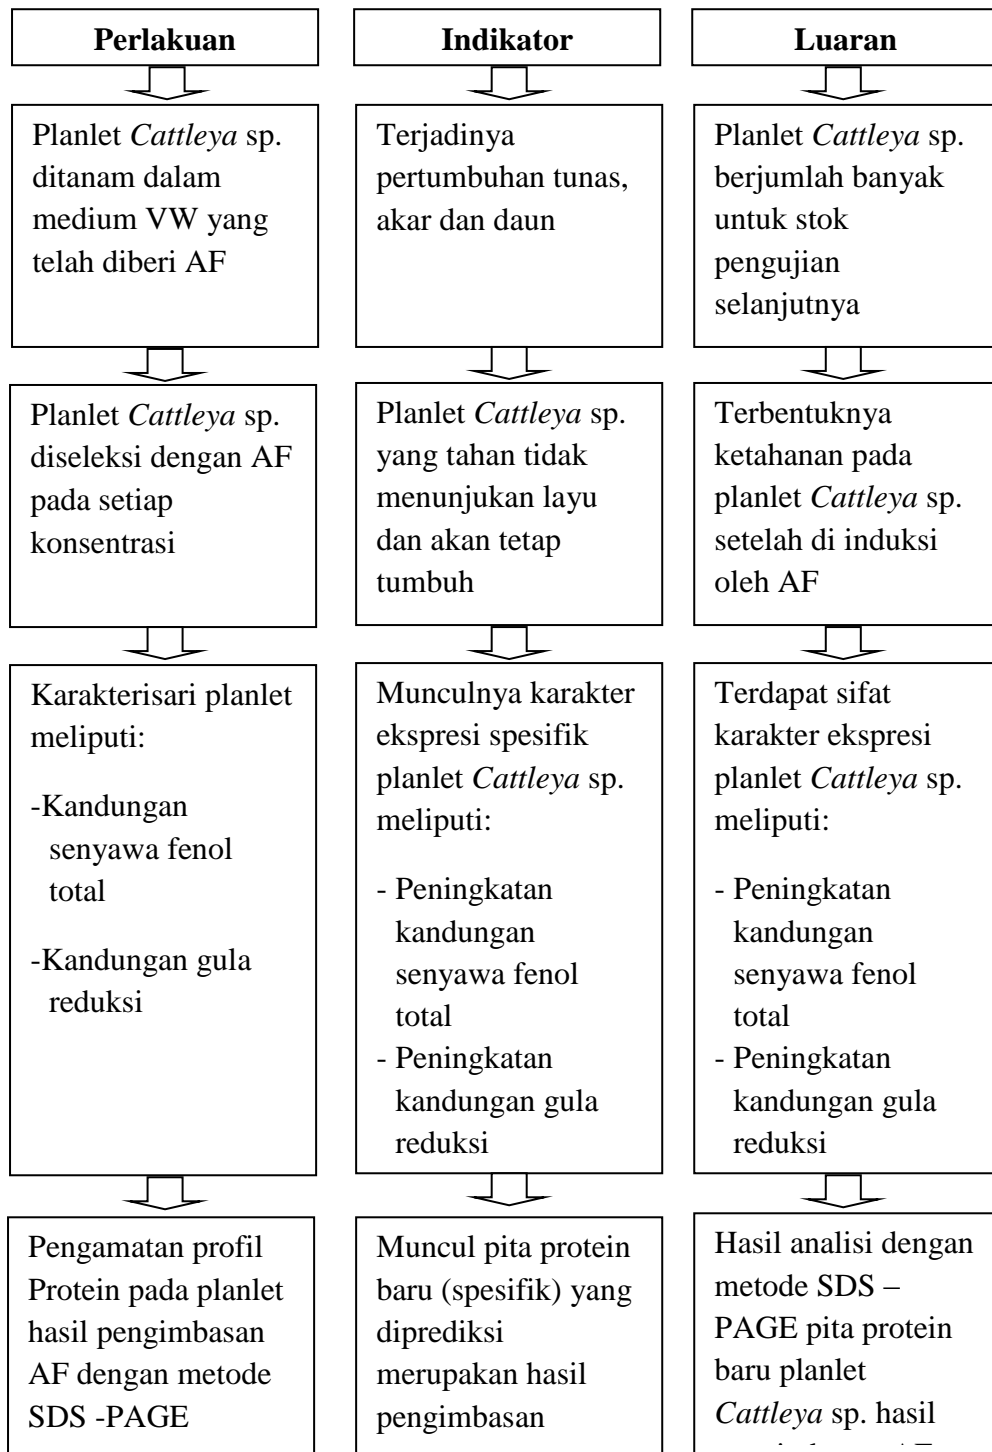 Perlakuan
Indikator
Luaran
Planlet Cattleya sp.
ditanam dalam
medium VW yang
telah diberi AF
Terjadinya
pertumbuhan tunas,
akar dan daun
Planlet Cattleya sp.
berjumlah banyak
untuk stok
pengujian
selanjutnya
Planlet Cattleya sp.
diseleksi dengan AF
pada setiap
konsentrasi
Planlet Cattleya sp.
yang tahan tidak
menunjukan layu
dan akan tetap
tumbuh
Terbentuknya
ketahanan pada
planlet Cattleya sp.
setelah di induksi
oleh AF
Karakterisari planlet
meliputi:
-Kandungan
senyawa fenol
total
-Kandungan gula
reduksi
Munculnya karakter
ekspresi spesifik
planlet Cattleya sp.
meliputi:
- Peningkatan
kandungan
senyawa fenol
total
- Peningkatan
kandungan gula
reduksi
Terdapat sifat
karakter ekspresi
planlet Cattleya sp.
meliputi:
- Peningkatan
kandungan
senyawa fenol
total
- Peningkatan
kandungan gula
reduksi
Pengamatan profil
Protein pada planlet
hasil pengimbasan
AF dengan metode
SDS -PAGE
Muncul pita protein
baru (spesifik) yang
diprediksi
merupakan hasil
pengimbasan
Hasil analisi dengan
metode SDS –
PAGE pita protein
baru planlet
Cattleya sp. hasil